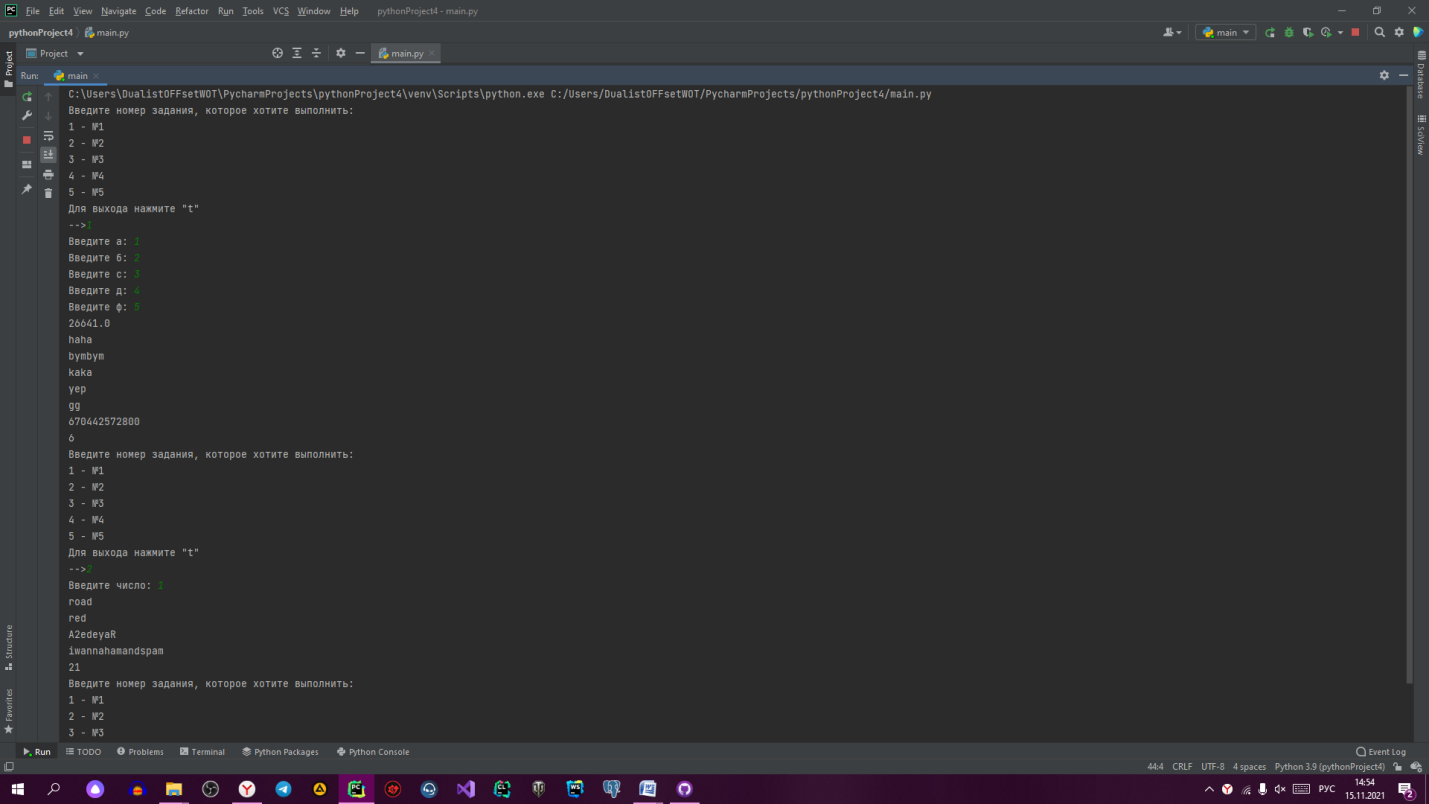 File Edit View Navigate Code Refactor Run Tools VCS Window Help pythonProject4 - main.py
pythonProject4 main.py main
Project main.py
Run: main
C:\Users\DualistOFFsetWOT\PycharmProjects\pythonProject4\venv\Scripts\python.exe C:/Users/DualistOFFsetWOT/PycharmProjects/pythonProject4/main.py
Введите номер задания, которое хотите выполнить:
1 - №1
2 - №2
3 - №3
4 - №4
5 - №5
Для выхода нажмите "t"
-->1
Введите а: 1
Введите б: 2
Введите с: 3
Введите д: 4
Введите ф: 5
26641.0
haha
bymbym
kaka
yep
gg
670442572800
6
Введите номер задания, которое хотите выполнить:
1 - №1
2 - №2
3 - №3
4 - №4
5 - №5
Для выхода нажмите "t"
-->2
Введите число: 1
road
red
A2edeyaR
iwannahamandspam
21
Введите номер задания, которое хотите выполнить:
1 - №1
2 - №2
3 - №3
Project
Structure
Favorites
Database
SciView
Run TODO Problems Terminal Python Packages Python Console Event Log
44:4 CRLF UTF-8 4 spaces Python 3.9 (pythonProject4)
РУС 14:54
15.11.2021 2